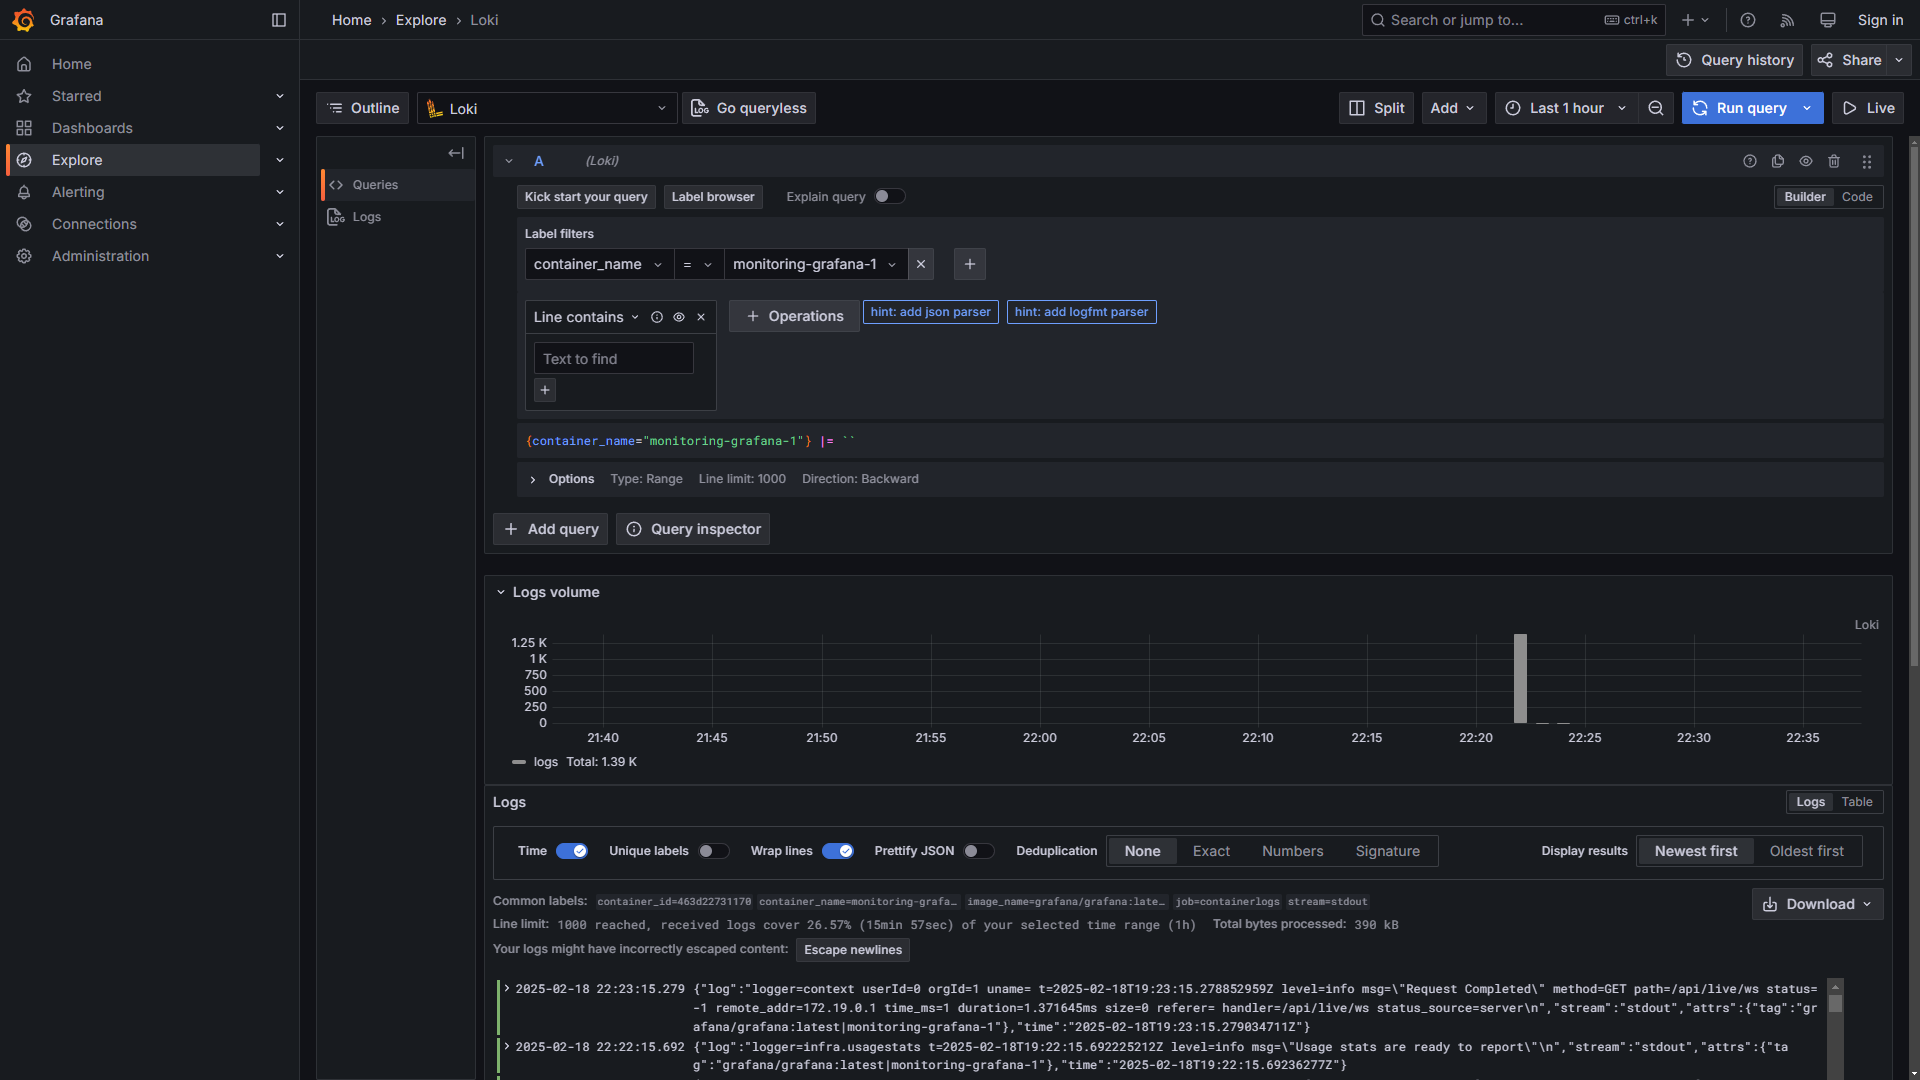 Grafana
Home › Explore › Loki
Search or jump to... ctrl+k
Sign in
Home
Starred
Dashboards
Explore
Alerting
Connections
Administration
Query history
Share
Outline
Loki
Go queryless
Split
Add
Last 1 hour
Run query
Live
Queries
Logs
A (Loki)
Kick start your query
Label browser
Explain query
Builder
Code
Label filters
container_name = monitoring-grafana-1
Line contains
Operations
hint: add json parser
hint: add logfmt parser
Text to find
{container_name="monitoring-grafana-1"} |= ``
Options Type: Range Line limit: 1000 Direction: Backward
Add query
Query inspector
Logs volume
Loki
1.25 K
1 K
750
500
250
0
21:40 21:45 21:50 21:55 22:00 22:05 22:10 22:15 22:20 22:25 22:30 22:35
logs Total: 1.39 K
Logs
Logs Table
Time Unique labels Wrap lines Prettify JSON Deduplication None Exact Numbers Signature Display results Newest first Oldest first
Common labels: container_id=463d22731170 container_name=monitoring-grafa… image_name=grafana/grafana:late… job=containerlogs stream=stdout
Download
Line limit: 1000 reached, received logs cover 26.57% (15min 57sec) of your selected time range (1h) Total bytes processed: 390 kB
Your logs might have incorrectly escaped content: Escape newlines
2025-02-18 22:23:15.279 {"log":"logger=context userId=0 orgId=1 uname= t=2025-02-18T19:23:15.278852959Z level=info msg=\"Request Completed\" method=GET path=/api/live/ws status=
-1 remote_addr=172.19.0.1 time_ms=1 duration=1.371645ms size=0 referer= handler=/api/live/ws status_source=server\n","stream":"stdout","attrs":{"tag":"gr
afana/grafana:latest|monitoring-grafana-1"},"time":"2025-02-18T19:23:15.279034711Z"}
2025-02-18 22:22:15.692 {"log":"logger=infra.usagestats t=2025-02-18T19:22:15.692225212Z level=info msg=\"Usage stats are ready to report\"\n","stream":"stdout","attrs":{"ta
g":"grafana/grafana:latest|monitoring-grafana-1"},"time":"2025-02-18T19:22:15.69236277Z"}